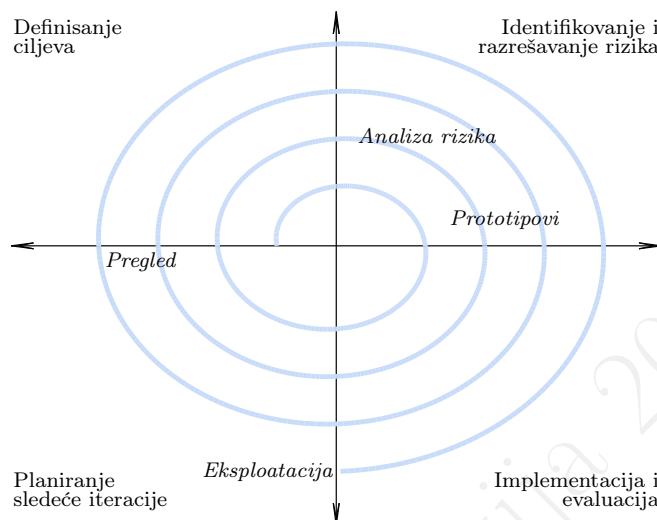 Definisanje
ciljeva
Identifikovanje i
razrešavanje rizika
Analiza rizika
Prototipovi
Pregled
Eksploatacija
Planiranje
sledeće iteracije
Implementacija i
evaluacija